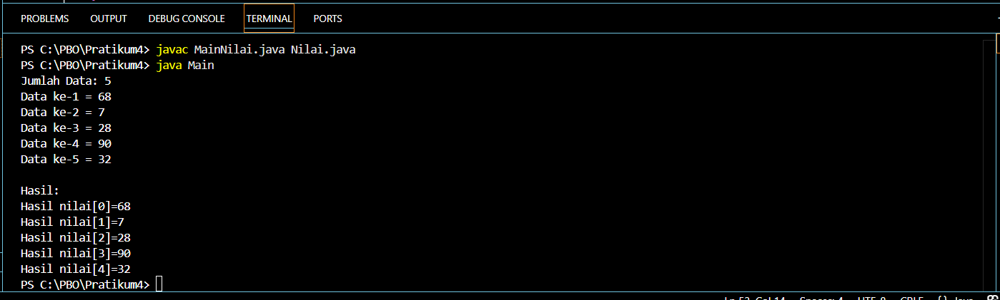 PROBLEMS OUTPUT DEBUG CONSOLE TERMINAL PORTS
PS C:\PBO\Pratikum4> javac MainNilai.java Nilai.java
PS C:\PBO\Pratikum4> java Main
Jumlah Data: 5
Data ke-1 = 68
Data ke-2 = 7
Data ke-3 = 28
Data ke-4 = 90
Data ke-5 = 32
Hasil:
Hasil nilai[0]=68
Hasil nilai[1]=7
Hasil nilai[2]=28
Hasil nilai[3]=90
Hasil nilai[4]=32
PS C:\PBO\Pratikum4>